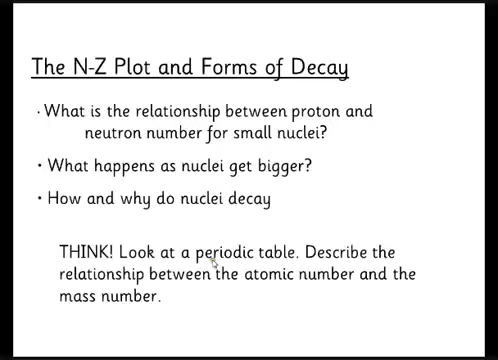 The N-Z Plot and Forms of Decay
· What is the relationship between proton and
neutron number for small nuclei?
• What happens as nuclei get bigger?
• How and why do nuclei decay
THINK! Look at a periodic table. Describe the
relationship between the atomic number and the
mass number.